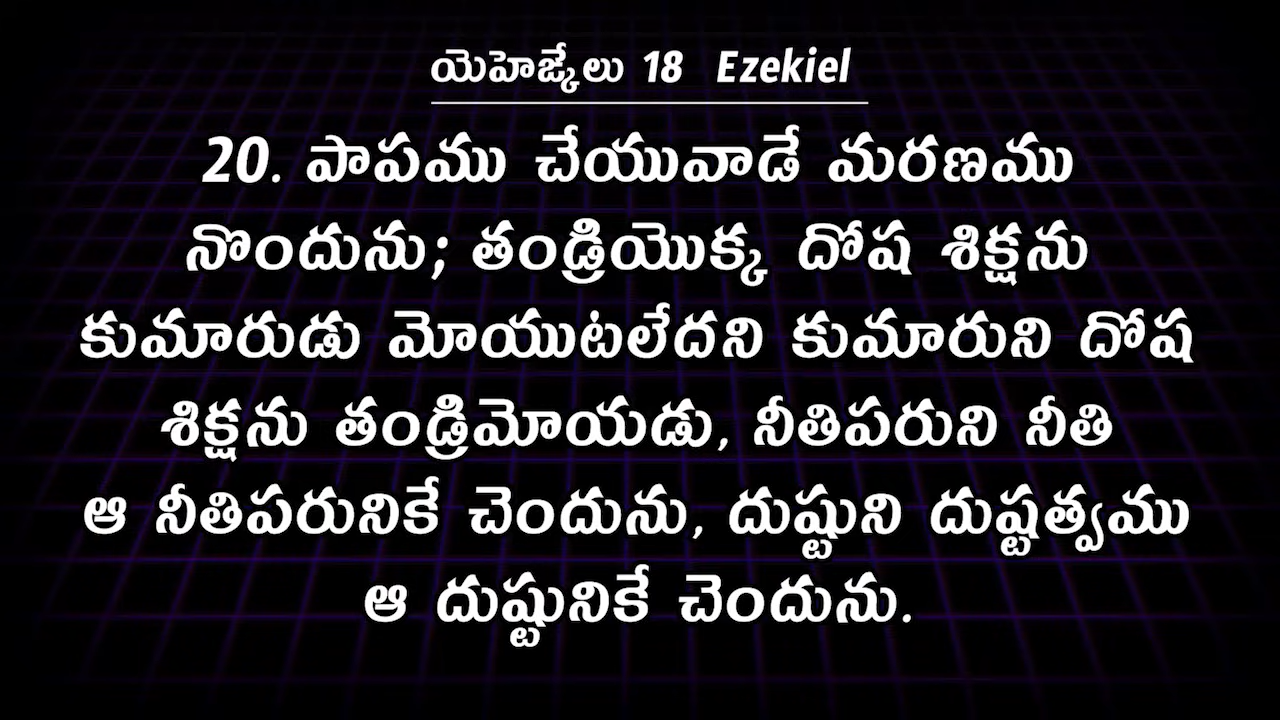 యెహెఙ్కేలు 18 Ezekiel
20. పాపము చేయువాడే మరణము
నొందును; తండ్రియొక్క దోష శిక్షను
కుమారుడు మోయుటలేదని కుమారుని దోష
శిక్షను తండ్రిమోయడు, నీతిపరుని నీతి
ఆ నీతిపరునికే చెందును, దుష్టుని దుష్టత్వము
ఆ దుష్టునికే చెందును.